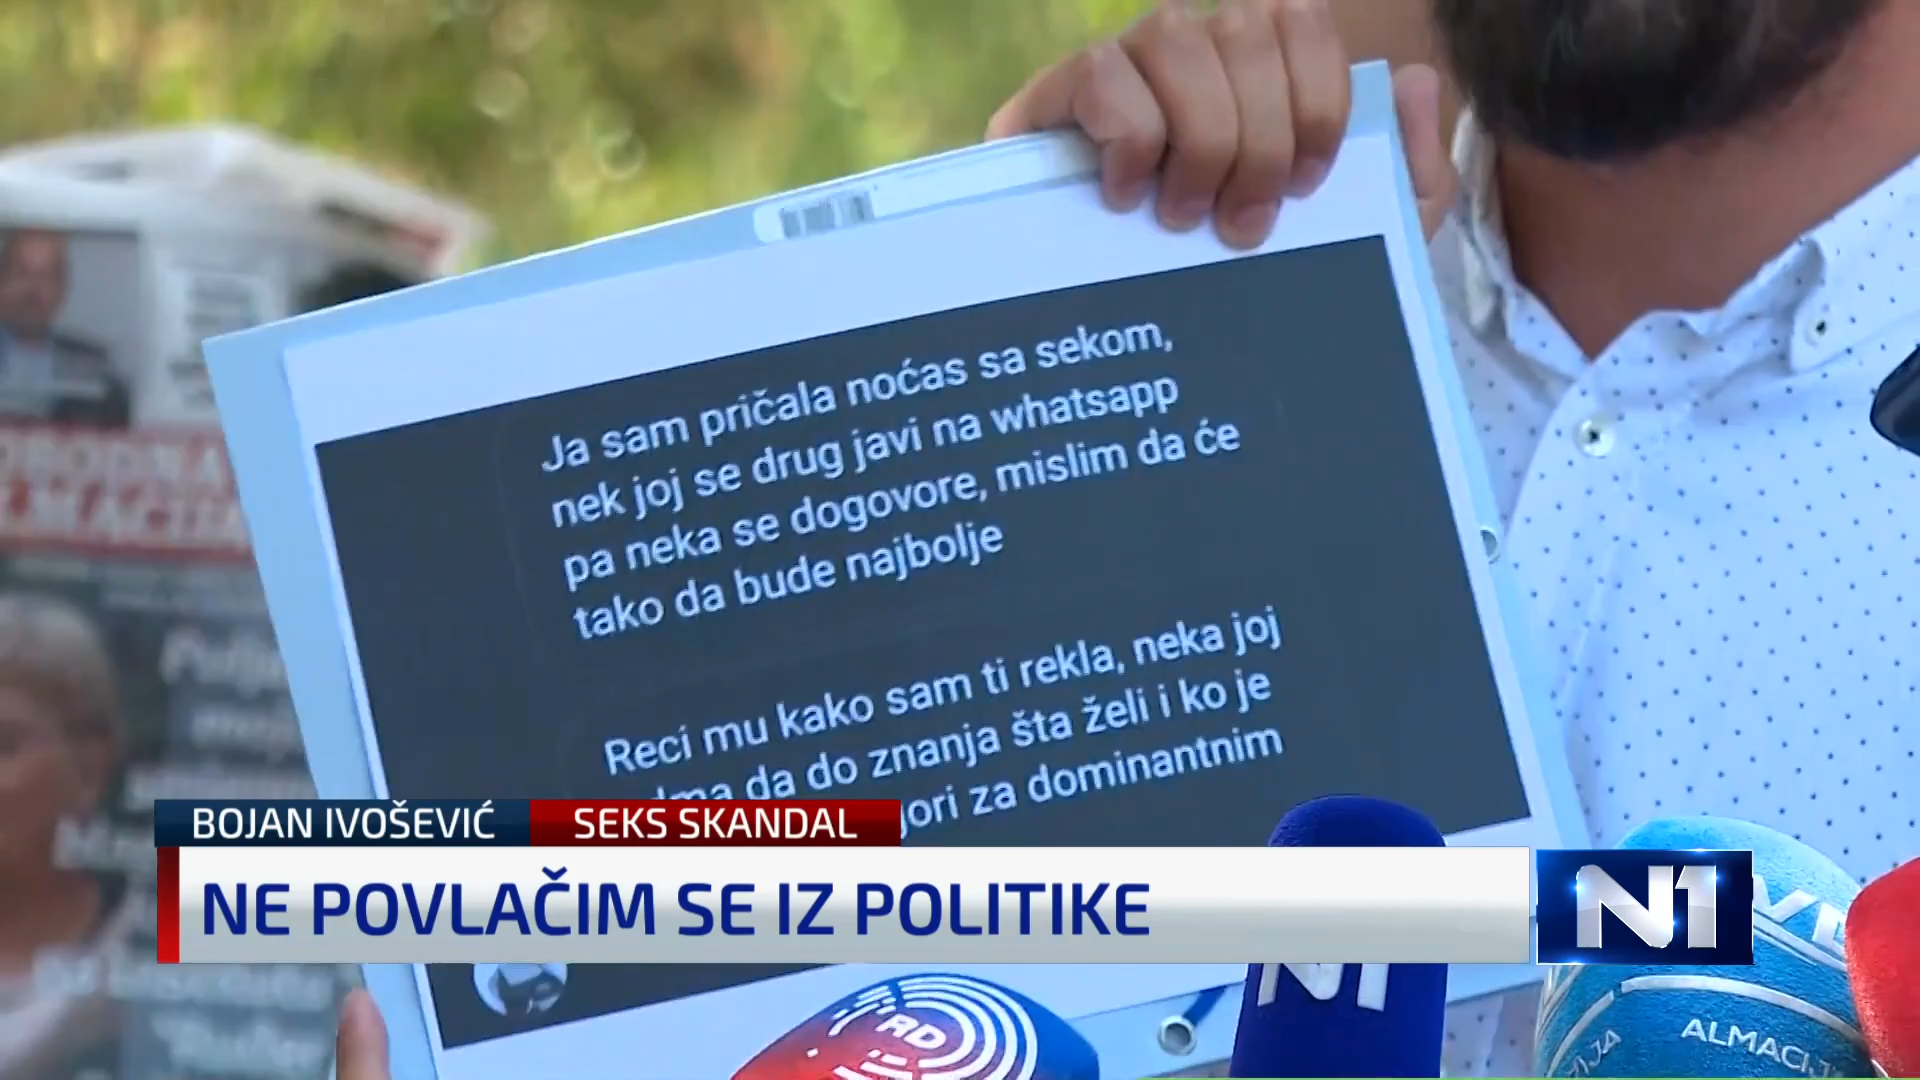 Ja sam pričala noćas sa sekom,
nek joj se drug javi na whatsapp
pa neka se dogovore, mislim da će
tako da bude najbolje
Reci mu kako sam ti rekla, neka joj
da do znanja šta želi i ko je
za dominantnim
BOJAN IVOŠEVIĆ SEKS SKANDAL
NE POVLAČIM SE IZ POLITIKE
N1
N1
RD
ALMACIJ